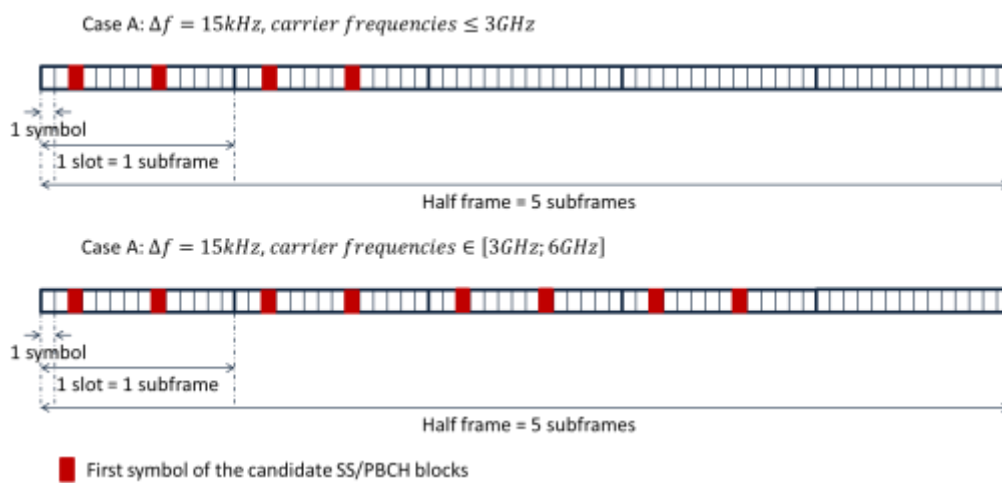 Case A: Δf = 15kHz, carrier frequencies ≤ 3GHz
1 symbol
1 slot = 1 subframe
Half frame = 5 subframes
Case A: Δf = 15kHz, carrier frequencies ∈ [3GHz; 6GHz]
1 symbol
1 slot = 1 subframe
Half frame = 5 subframes
First symbol of the candidate SS/PBCH blocks